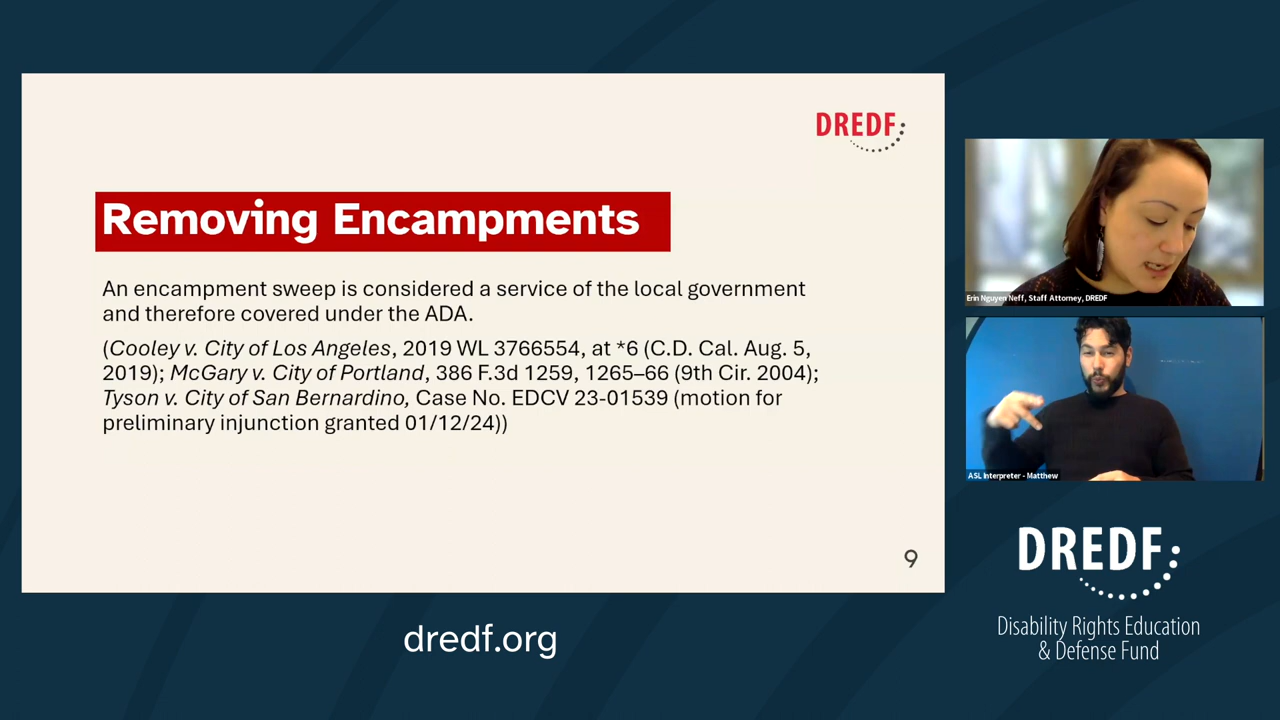 DREDF
Removing Encampments
An encampment sweep is considered a service of the local government
and therefore covered under the ADA.
(Cooley v. City of Los Angeles, 2019 WL 3766554, at *6 (C.D. Cal. Aug. 5,
2019); McGary v. City of Portland, 386 F.3d 1259, 1265–66 (9th Cir. 2004);
Tyson v. City of San Bernardino, Case No. EDCV 23-01539 (motion for
preliminary injunction granted 01/12/24))
9
Erin Nguyen Neff, Staff Attorney, DREDF
ASL Interpreter - Matthew
DREDF
Disability Rights Education
& Defense Fund
dredf.org